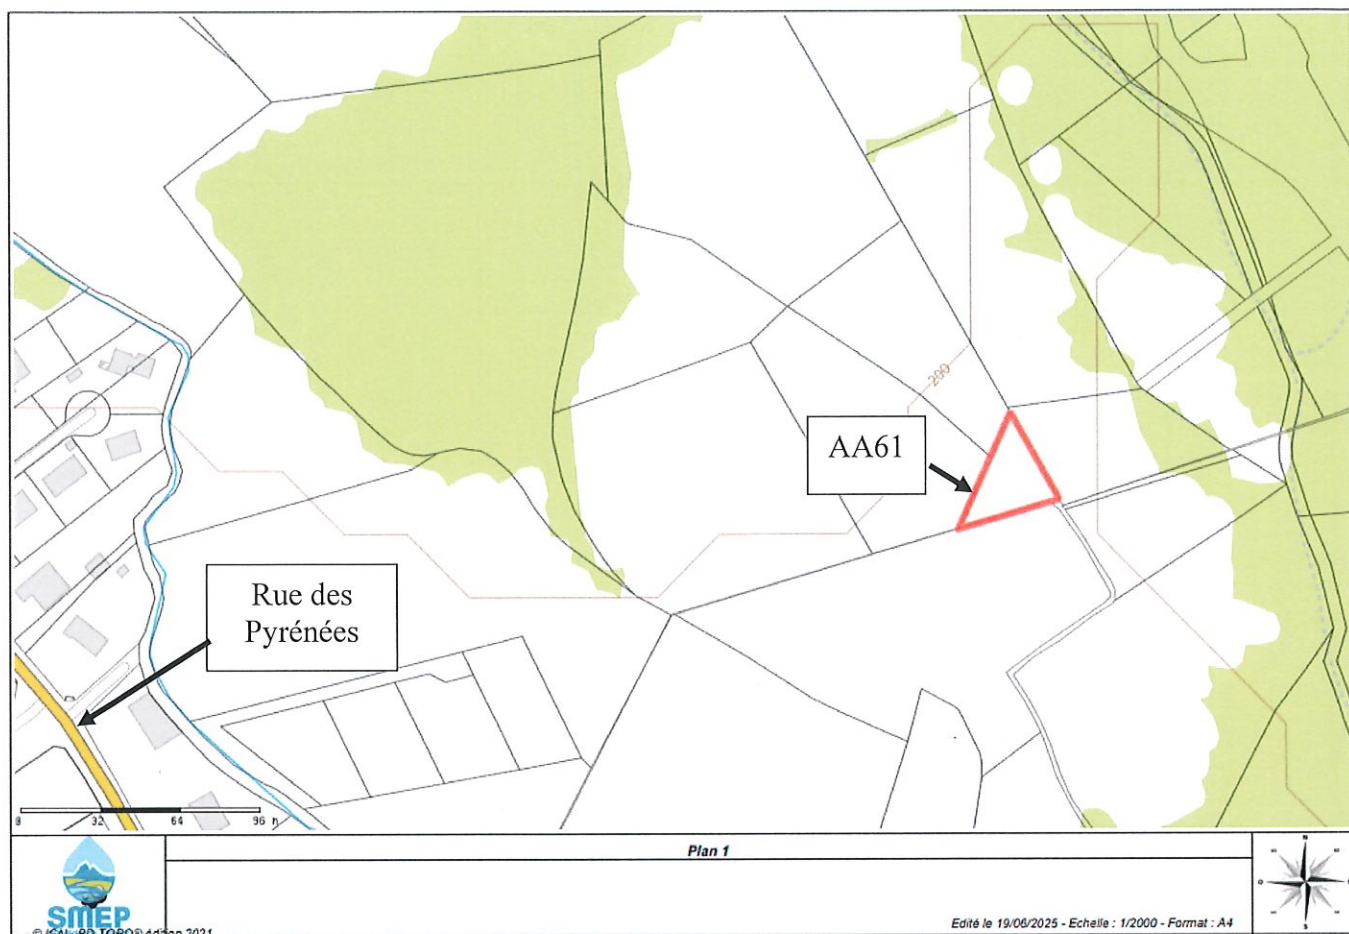 200
AA61
Rue des
Pyrénées
0 32 64 96 m
Plan 1
SMEP
Edité le 19/06/2025 - Echelle : 1/2000 - Format : A4
N
O
E
S